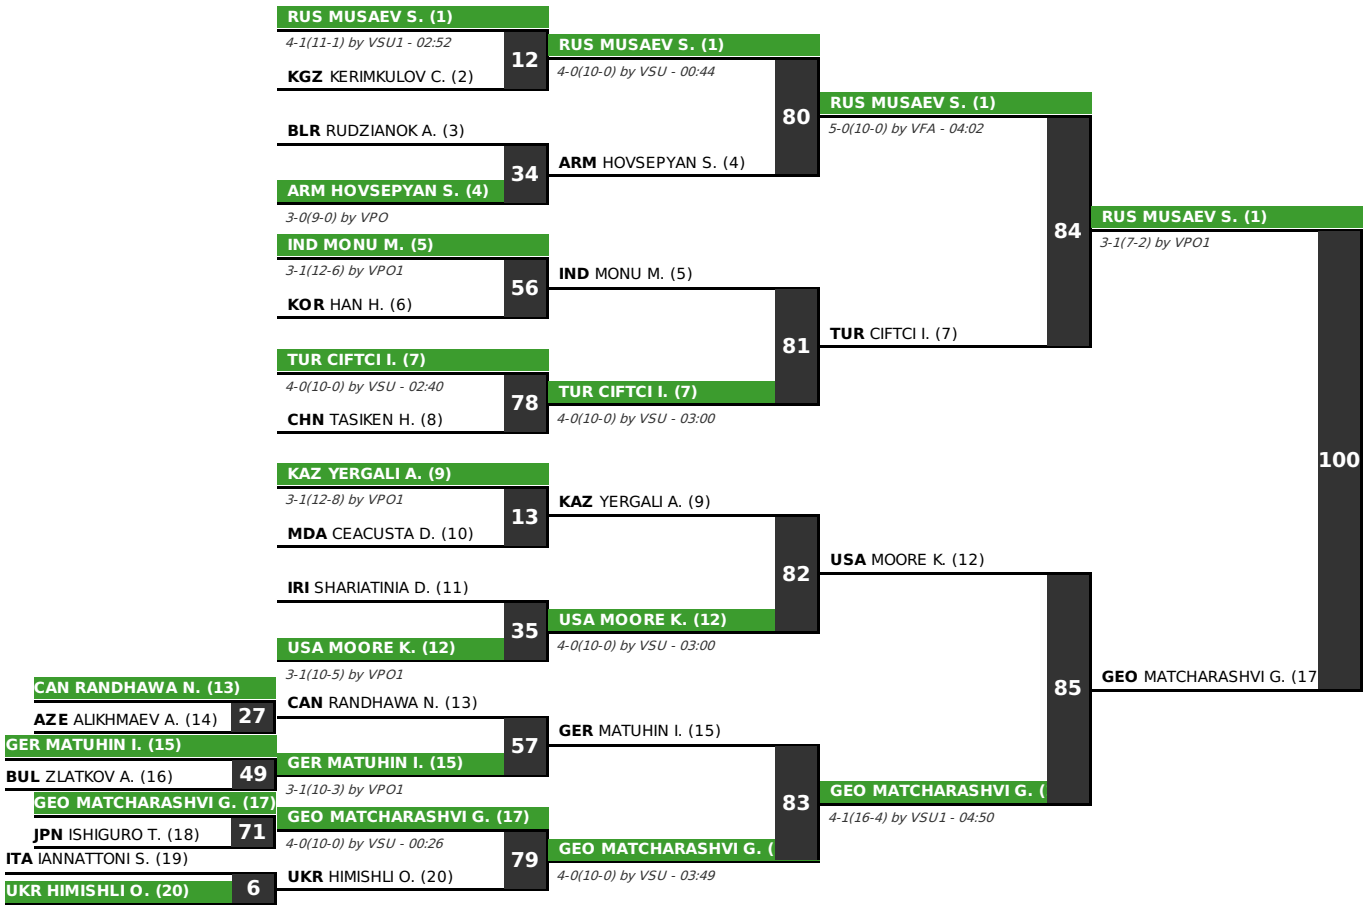 RUS MUSAEV S. (1)
4-1(11-1) by VSU1 - 02:52
KGZ KERIMKULOV C. (2)
12
BLR RUDZIANOK A. (3)
34
ARM HOVSEPYAN S. (4)
3-0(9-0) by VPO
IND MONU M. (5)
3-1(12-6) by VPO1
KOR HAN H. (6)
56
TUR CIFTCI I. (7)
4-0(10-0) by VSU - 02:40
CHN TASIKEN H. (8)
78
KAZ YERGALI A. (9)
3-1(12-8) by VPO1
MDA CEACUSTA D. (10)
13
IRI SHARIATINIA D. (11)
35
USA MOORE K. (12)
3-1(10-5) by VPO1
CAN RANDHAWA N. (13)
AZE ALIKHMAEV A. (14)
27
GER MATUHIN I. (15)
BUL ZLATKOV A. (16)
49
GEO MATCHARASHVI G. (17)
JPN ISHIGURO T. (18)
71
ITA IANNATTONI S. (19)
UKR HIMISHLI O. (20)
6
CAN RANDHAWA N. (13)
57
GER MATUHIN I. (15)
3-1(10-3) by VPO1
GEO MATCHARASHVI G. (17)
4-0(10-0) by VSU - 00:26
UKR HIMISHLI O. (20)
79
RUS MUSAEV S. (1)
4-0(10-0) by VSU - 00:44
80
ARM HOVSEPYAN S. (4)
IND MONU M. (5)
81
TUR CIFTCI I. (7)
4-0(10-0) by VSU - 03:00
KAZ YERGALI A. (9)
82
USA MOORE K. (12)
4-0(10-0) by VSU - 03:00
GER MATUHIN I. (15)
83
GEO MATCHARASHVI G. (
4-0(10-0) by VSU - 03:49
RUS MUSAEV S. (1)
5-0(10-0) by VFA - 04:02
84
TUR CIFTCI I. (7)
USA MOORE K. (12)
85
GEO MATCHARASHVI G. (
4-1(16-4) by VSU1 - 04:50
RUS MUSAEV S. (1)
3-1(7-2) by VPO1
100
GEO MATCHARASHVI G. (17